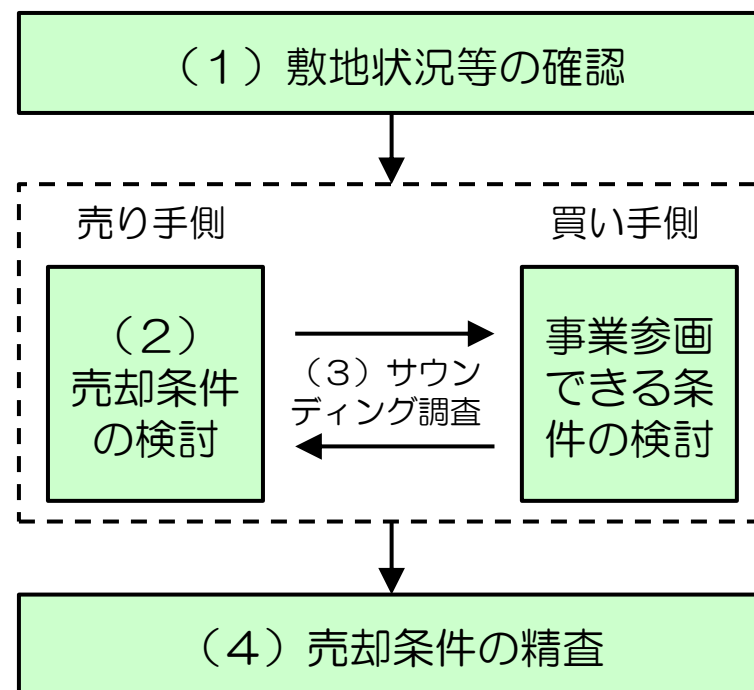 （１）敷地状況等の確認
売り手側
買い手側
（２）
売却条件
の検討
（３）サウン
ディング調査
事業参画
できる条
件の検討
（４）売却条件の精査